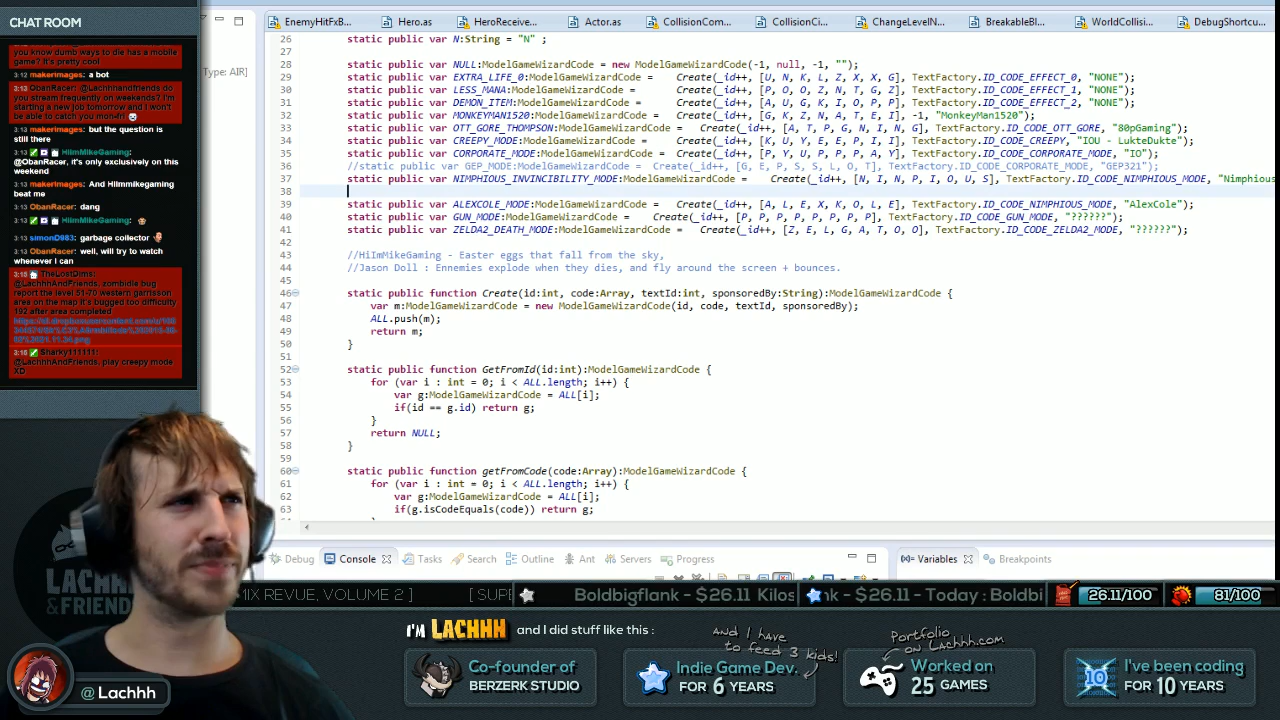 CHAT ROOM
you know dumb ways to die has a mobile
game? It's pretty cool
3:12 makerimages: a bot
3:13 ObanRacer: @Lachhhandfriends do
you stream frequently on weekends? I'm
starting a new job tomorrow and I won't
be able to catch you mon-fri
makerimages: but the question is
still there
3:13 HiimMikeGaming:
@ObanRacer, it's only exclusively on this
weekend
3:13 makerimages: And HiImmikegaming
beat me
3:13 ObanRacer: dang
3:13 HiimMikeGaming:
3:13 simonD983: garbage collector
3:13 ObanRacer: well, will try to watch
whenever I can
3:15 TheLostDims:
@LachhhAndFriends, zombidle bug
report the level 51-70 western garrisson
area on the map it's bugged too difficulty
192 after area completed
3:15 Sharky111111:
@LachhhAndFriends, play creepy mode
XD
Type: AIR]
EnemyHitFxB... Hero.as HeroReceive... Actor.as CollisionCom... CollisionCi... ChangeLevelN... BreakableBl... WorldCollisi... DebugShortcu...
26 static public var N:String = "N" ;
27
28 static public var NULL:ModelGameWizardCode = new ModelGameWizardCode(-1, null, -1, "");
29 static public var EXTRA_LIFE_0:ModelGameWizardCode = Create(_id++, [U, N, K, L, Z, X, X, G], TextFactory.ID_CODE_EFFECT_0, "NONE");
30 static public var LESS_MANA:ModelGameWizardCode = Create(_id++, [P, O, O, Z, N, T, G, Z], TextFactory.ID_CODE_EFFECT_1, "NONE");
31 static public var LEMON_ITEM:ModelGameWizardCode = Create(_id++, [T, S, G, K, Z, P, P, K], TextFactory.ID_CODE_EFFECT_2, "NONE");
32 static public var MONKEYMAN1520:ModelGameWizardCode = Create(_id++, [G, K, Z, N, A, T, E, I], -1, "MonkeyMan1520");
33 static public var OTT_GORE_THOMPSON:ModelGameWizardCode = Create(_id++, [A, T, P, G, N, I, N, G], TextFactory.ID_CODE_OTT_GORE, "80pGaming");
34 static public var CREEPY_MODE:ModelGameWizardCode = Create(_id++, [K, U, Y, E, E, P, I, E], TextFactory.ID_CODE_CREEPY, "IOU - LukteDukte");
35 static public var CORPORATE_MODE:ModelGameWizardCode = Create(_id++, [P, Y, U, P, P, P, A, Y], TextFactory.ID_CODE_CORPORATE_MODE, "TO");
36 //static public var GEP_MODE:ModelGameWizardCode = Create(_id++, [G, E, P, S, S, L, O, T], TextFactory.ID_CODE_CORPORATE_MODE, "GEP321");
37 static public var NIMPHIOUS_INVINCIBILITY_MODE:ModelGameWizardCode = Create(_id++, [N, I, N, P, I, O, U, S], TextFactory.ID_CODE_NIMPHIOUS_MODE, "Nimphious
38
39 static public var ALEXCOLE_MODE:ModelGameWizardCode = Create(_id++, [A, L, E, X, K, O, L, E], TextFactory.ID_CODE_NIMPHIOUS_MODE, "AlexCole");
40 static public var GUN_MODE:ModelGameWizardCode = Create(_id++, [P, P, P, P, P, P, P, P], TextFactory.ID_CODE_GUN_MODE, "??????");
41 static public var ZELDA2_DEATH_MODE:ModelGameWizardCode = Create(_id++, [Z, E, L, G, A, T, O, O], TextFactory.ID_CODE_ZELDA2_MODE, "??????");
42
43 //HiImMikeGaming - Easter eggs that fall from the sky,
44 //Jason Doll : Ennemies explode when they dies, and fly around the screen + bounces.
45
46 static public function Create(id:int, code:Array, textId:int, sponsoredBy:String):ModelGameWizardCode {
47 var m:ModelGameWizardCode = new ModelGameWizardCode(id, code, textId, sponsoredBy);
48 ALL.push(m);
49 return m;
50 }
51
52 static public function GetFromId(id:int):ModelGameWizardCode {
53 for (var i : int = 0; i < ALL.length; i++) {
54 var g:ModelGameWizardCode = ALL[i];
55 if(id == g.id) return g;
56 }
57 return NULL;
58 }
59
60 static public function getFromCode(code:Array):ModelGameWizardCode {
61 for (var i : int = 0; i < ALL.length; i++) {
62 var g:ModelGameWizardCode = ALL[i];
63 if(g.isCodeEquals(code)) return g;
Debug Console Tasks Search Outline Ant Servers Progress (x)= Variables Breakpoints
MIX REVUE, VOLUME 2 ] [ SUPE Boldbigflank - $26.11 Kilos nk - $26.11 - Today : Boldbi 26.11/100 81/100
LACHHH
& FRIENDS
I'M LACHHH and I did stuff like this :
And I have
to feed 3 kids!
Portfolio
on Lachhh.com
@Lachhh
Co-founder of
BERZERK STUDIO
Indie Game Dev.
FOR 6 YEARS
Worked on
25 GAMES
10
I've been coding
FOR 10 YEARS